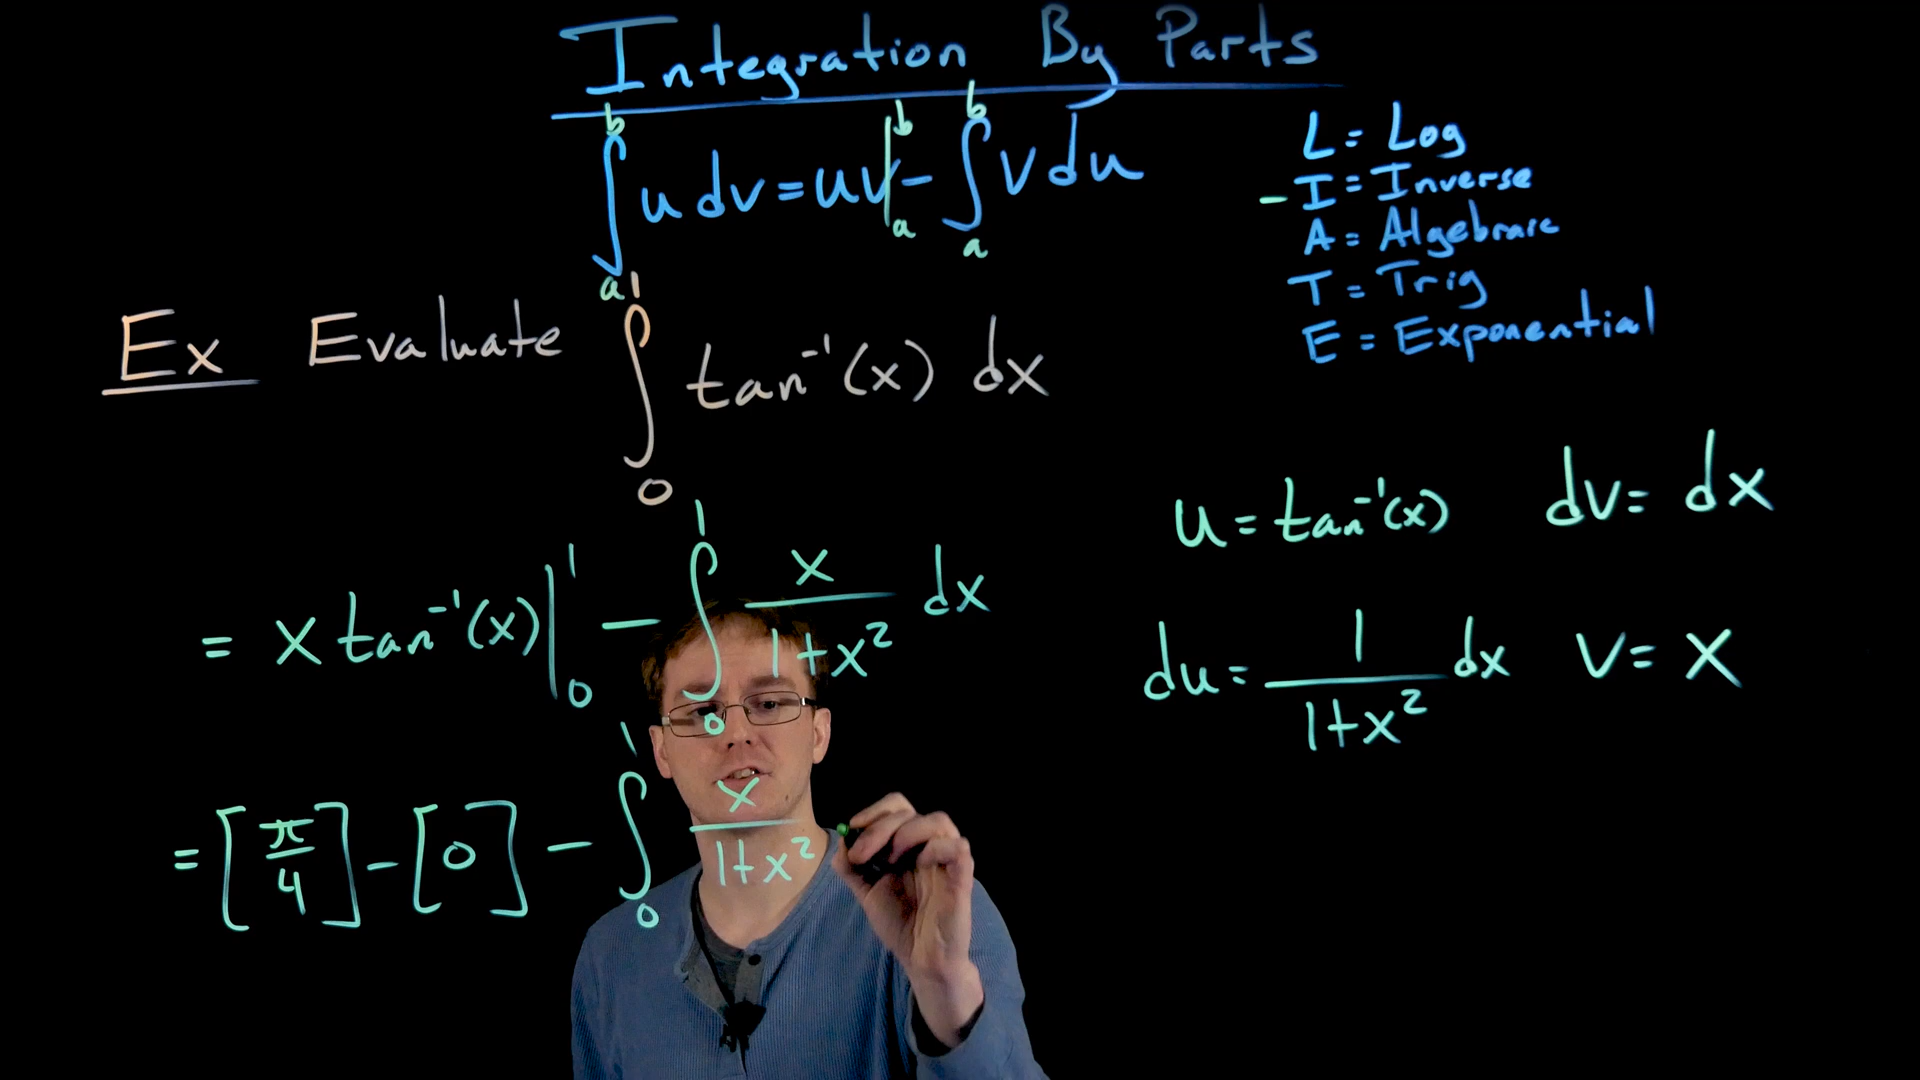 Integration By Parts
∫ₐᵇ u dv = uv|ₐᵇ − ∫ₐᵇ v du
L = Log
− I = Inverse
A = Algebraic
T = Trig
E = Exponential
Ex Evaluate ∫₀¹ tan⁻¹(x) dx
u = tan⁻¹(x) dv = dx
du = 1/(1+x²) dx v = x
= x tan⁻¹(x)|₀¹ − ∫₀¹ x/(1+x²) dx
= [π/4] − [0] − ∫₀¹ x/(1+x²)